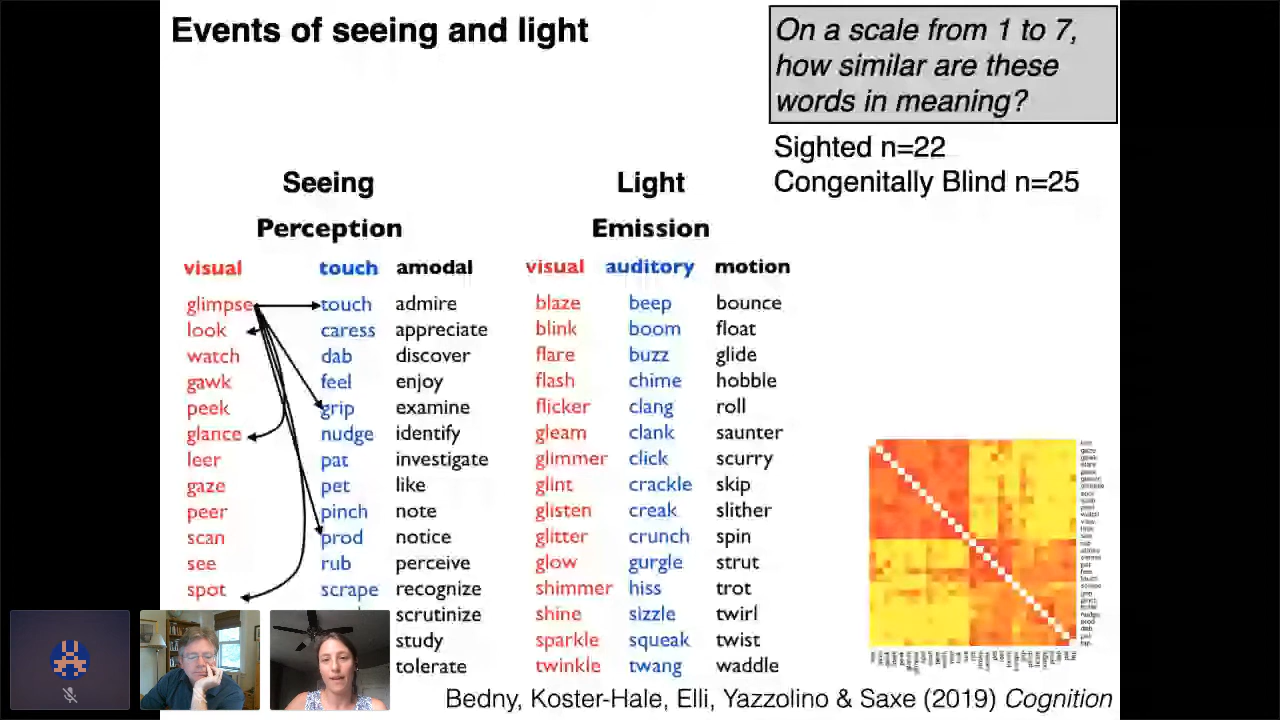 Events of seeing and light
On a scale from 1 to 7,
how similar are these
words in meaning?
Sighted n=22
Congenitally Blind n=25
Seeing Light
Perception Emission
visual touch amodal visual auditory motion
glimpse touch admire blaze beep bounce
look caress appreciate blink boom float
watch dab discover flare buzz glide
gawk feel enjoy flash chime hobble
peek grip examine flicker clang roll
glance nudge identify gleam clank saunter
leer pat investigate glimmer click scurry
gaze pet like glint crackle skip
peer pinch note glisten creak slither
scan prod notice glitter crunch spin
see rub perceive glow gurgle strut
spot scrape recognize shimmer hiss trot
scrutinize shine sizzle twirl
study sparkle squeak twist
tolerate twinkle twang waddle
Bedny, Koster-Hale, Elli, Yazzolino & Saxe (2019) Cognition